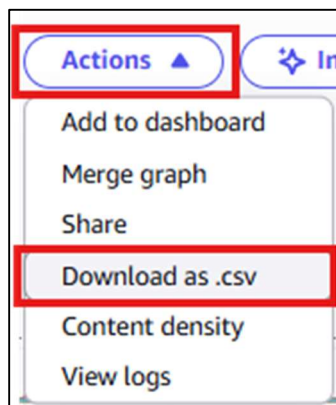 Actions
Add to dashboard
Merge graph
Share
Download as .csv
Content density
View logs